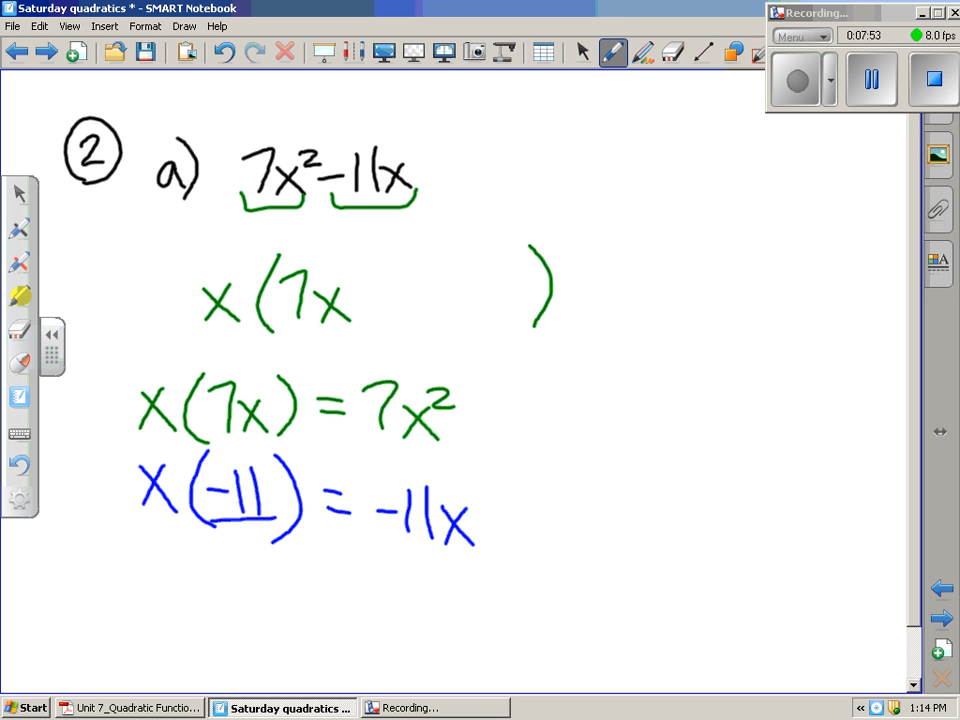 Saturday quadratics * - SMART Notebook
Recording...
File Edit View Insert Format Draw Help
Menu
0:07:53
8.0 fps
② a) 7x² -11x
x(7x )
x(7x) = 7x²
x(-11) = -11x
Start
Unit 7_Quadratic Functio...
Saturday quadratics ...
Recording...
«
1:14 PM